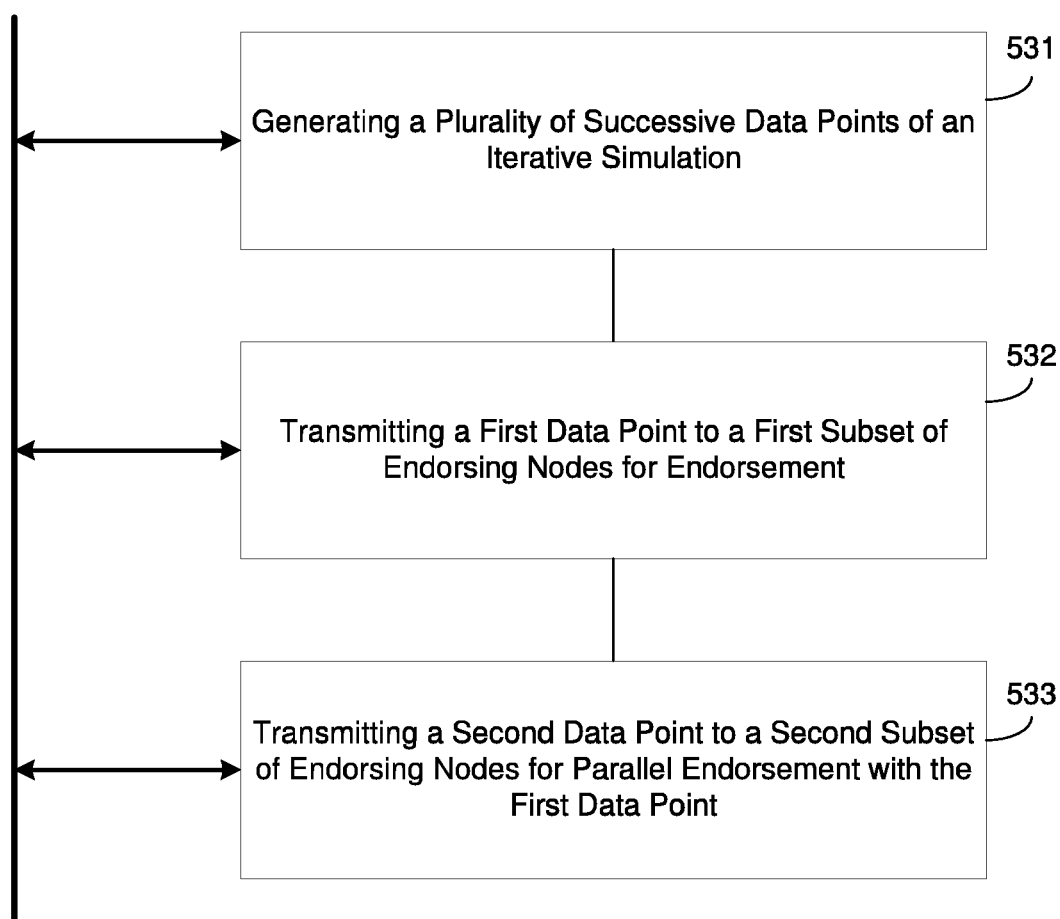 531
Generating a Plurality of Successive Data Points of an
Iterative Simulation
532
Transmitting a First Data Point to a First Subset of
Endorsing Nodes for Endorsement
533
Transmitting a Second Data Point to a Second Subset
of Endorsing Nodes for Parallel Endorsement with the
First Data Point